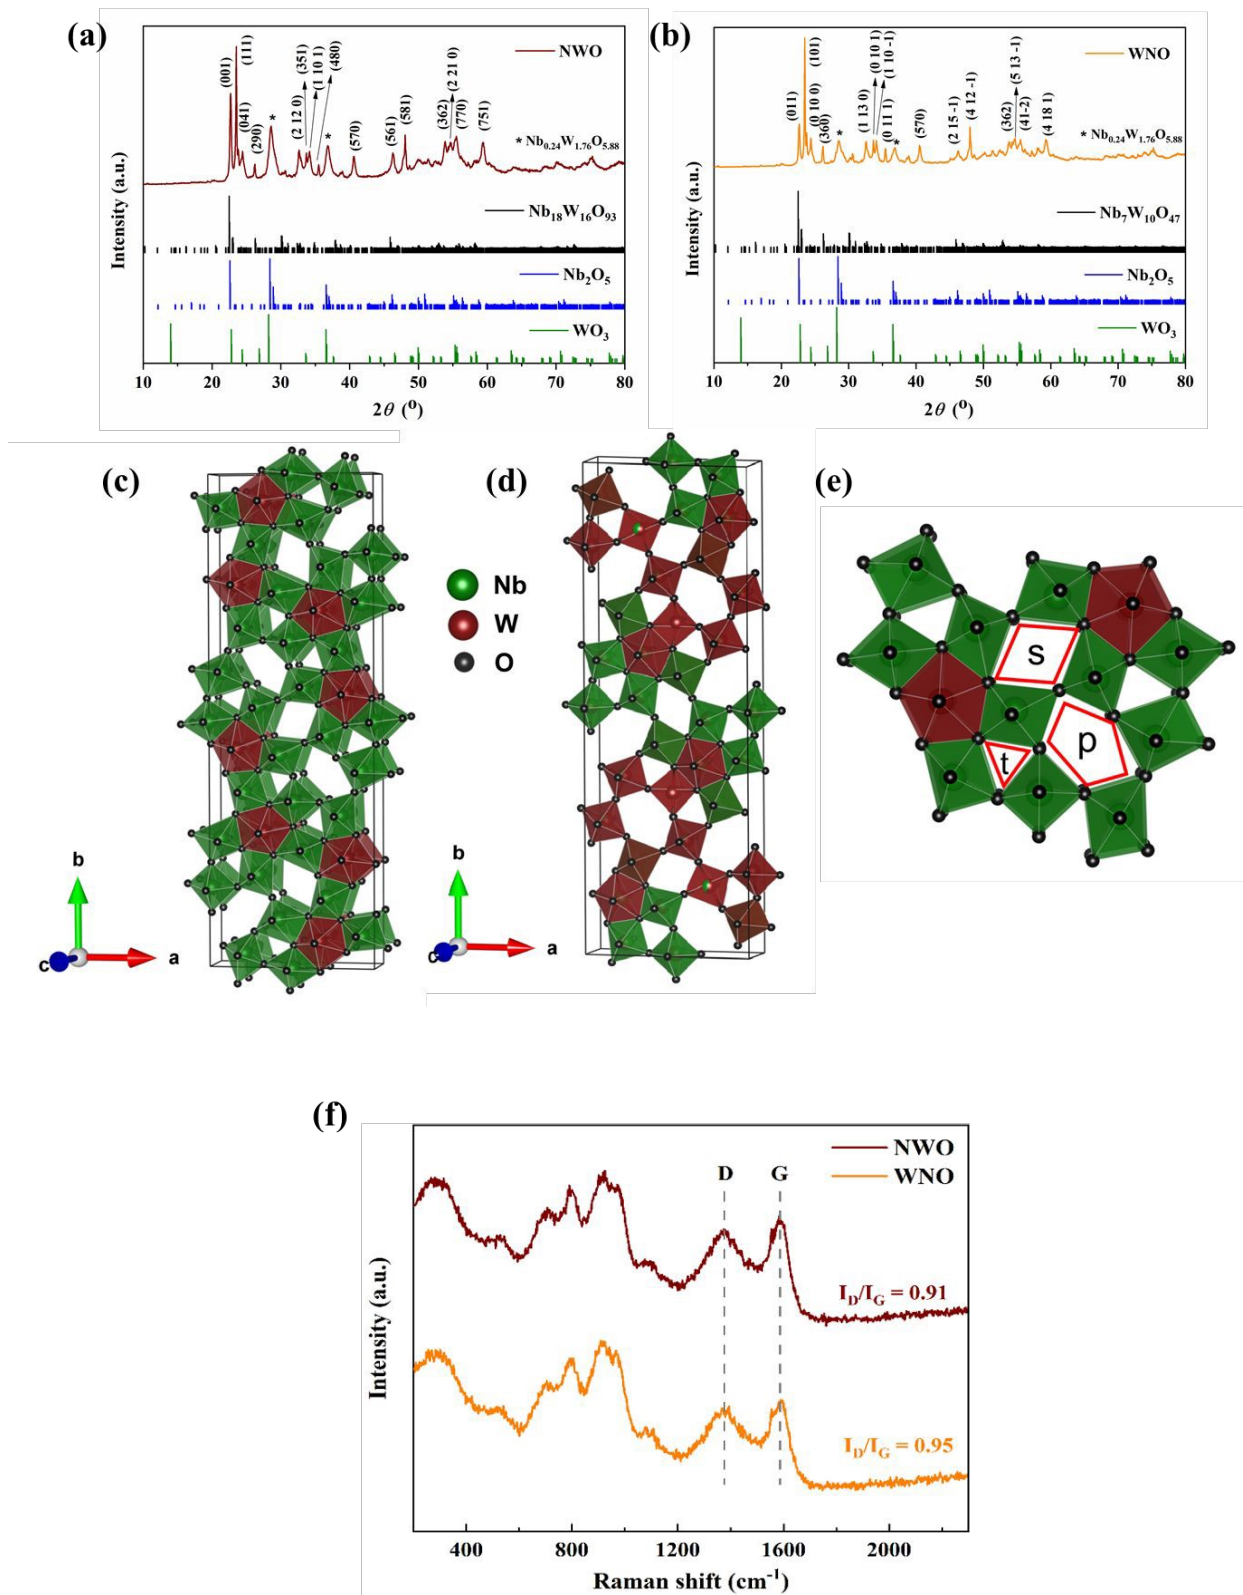 (a)
NWO
(001)
(111)
(041)
(290)
*
(2 12 0)
(351)
(1 10 1)
(480)
*
(570)
(561)
(581)
(362)
(2 21 0)
(770)
(751)
* Nb0.24W1.76O5.88
Nb18W16O93
Nb2O5
WO3
Intensity (a.u.)
10 20 30 40 50 60 70 80
2θ (°)
(b)
WNO
(011)
(101)
(0 10 0)
(360)
*
(1 13 0)
(0 10 1)
(1 10 -1)
(0 11 1)
*
(570)
(2 15 -1)
(4 12 -1)
(362)
(5 13 -1)
(41-2)
(4 18 1)
* Nb0.24W1.76O5.88
Nb7W10O47
Nb2O5
WO3
Intensity (a.u.)
10 20 30 40 50 60 70 80
2θ (°)
(c)
b
c
a
Nb
W
O
(d)
b
c
a
(e)
s
p
t
(f)
NWO
WNO
D
G
ID/IG = 0.91
ID/IG = 0.95
Intensity (a.u.)
400 800 1200 1600 2000
Raman shift (cm-1)